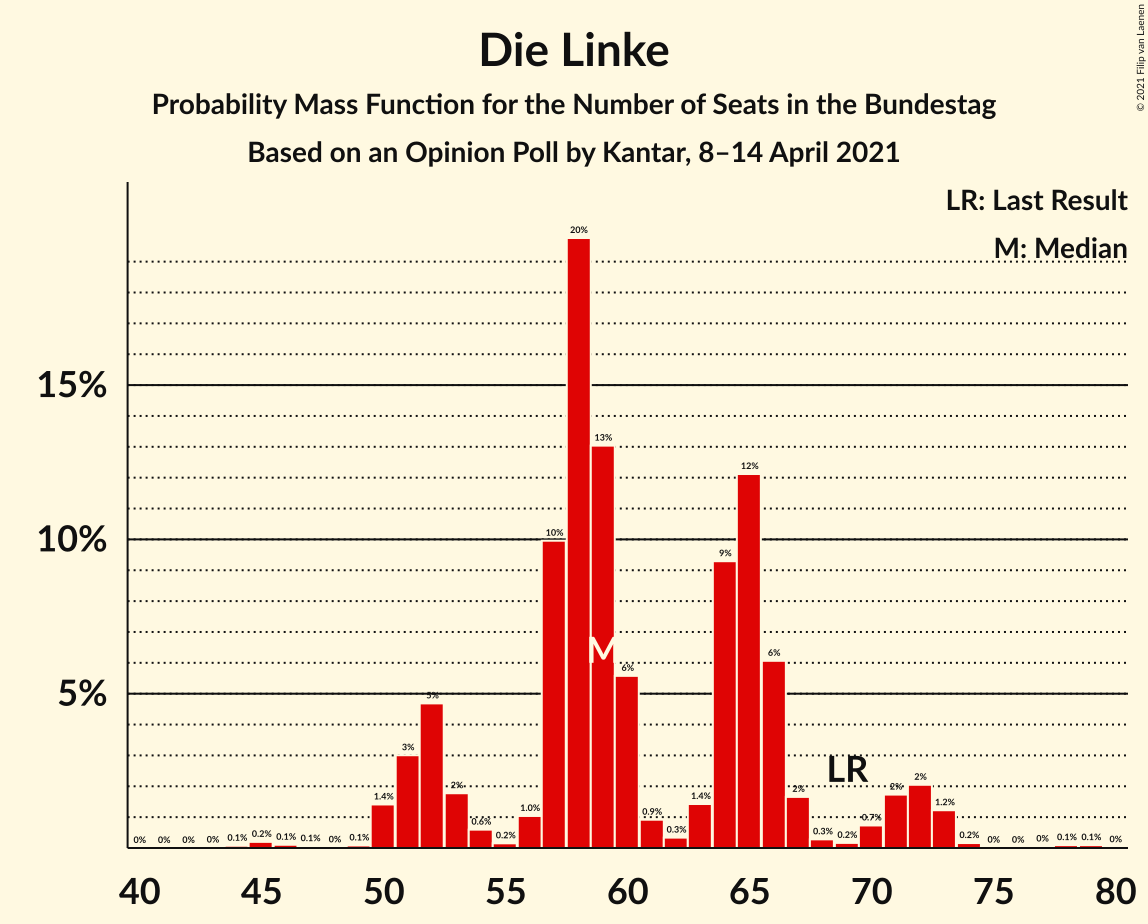 Die Linke
Probability Mass Function for the Number of Seats in the Bundestag
Based on an Opinion Poll by Kantar, 8–14 April 2021
© 2021 Filip van Laenen
LR: Last Result
M: Median
15%
10%
5%
0% 0% 0% 0% 0.1% 0.2% 0.1% 0.1% 0% 0.1% 1.4% 3% 5% 2% 0.6% 0.2% 1.0% 10% 20% 13% 6% 0.9% 0.3% 1.4% 9% 12% 6% 2% 0.3% 0.2% 0.7% 2% 2% 1.2% 0.2% 0% 0% 0% 0.1% 0.1% 0%
M
LR
40 45 50 55 60 65 70 75 80